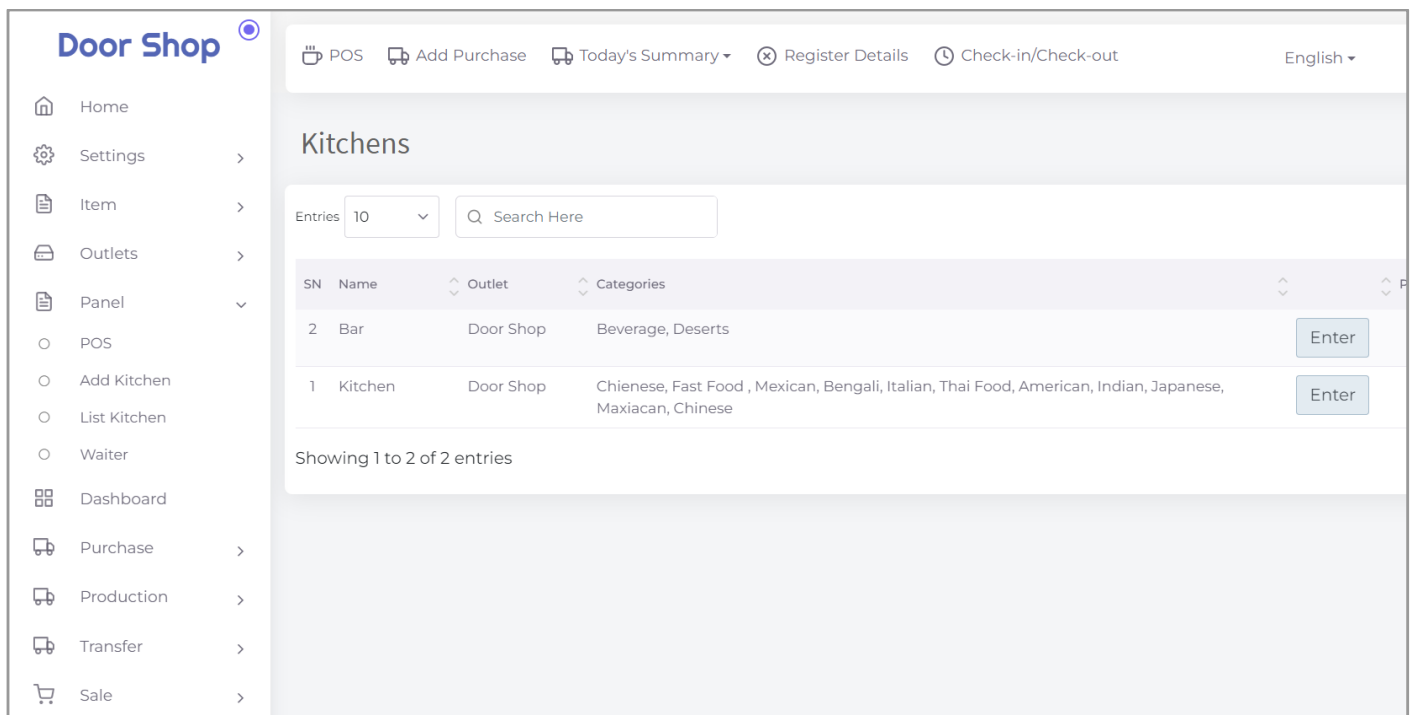 Door Shop
POS Add Purchase Today's Summary Register Details Check-in/Check-out English
Home
Settings
Item
Outlets
Panel
POS
Add Kitchen
List Kitchen
Waiter
Dashboard
Purchase
Production
Transfer
Sale
Kitchens
Entries 10 Search Here
SN Name Outlet Categories
2 Bar Door Shop Beverage, Deserts Enter
1 Kitchen Door Shop Chienese, Fast Food , Mexican, Bengali, Italian, Thai Food, American, Indian, Japanese, Enter
Maxiacan, Chinese
Showing 1 to 2 of 2 entries